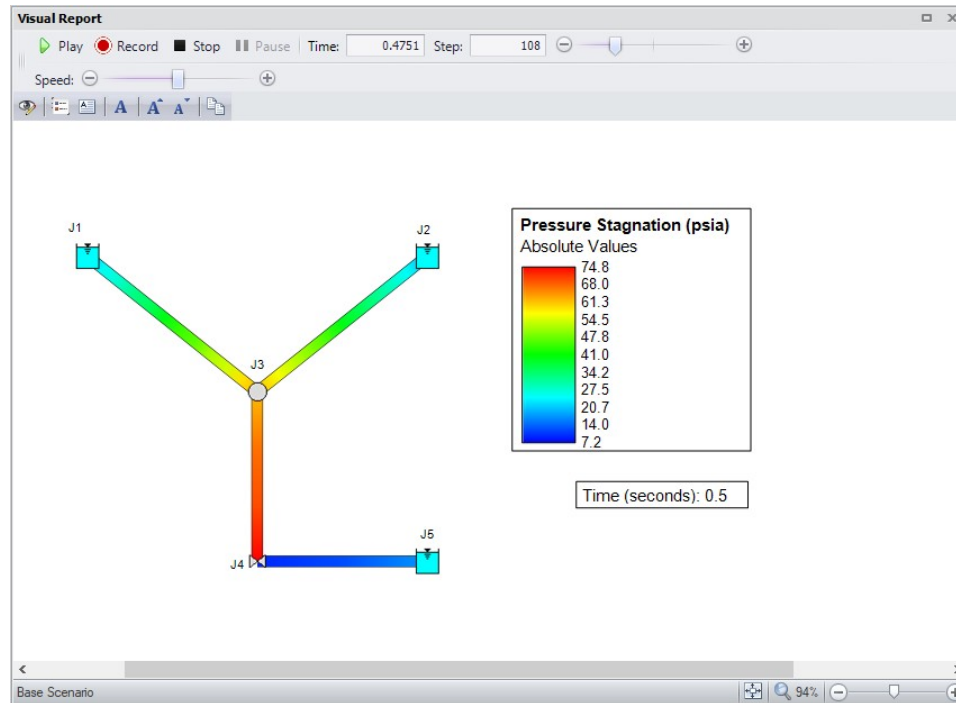 Visual Report
Play Record Stop Pause Time: 0.4751 Step: 108
Speed:
A A A A
J1
J2
J3
J4
J5
Pressure Stagnation (psia)
Absolute Values
74.8
68.0
61.3
54.5
47.8
41.0
34.2
27.5
20.7
14.0
7.2
Time (seconds): 0.5
Base Scenario 94%